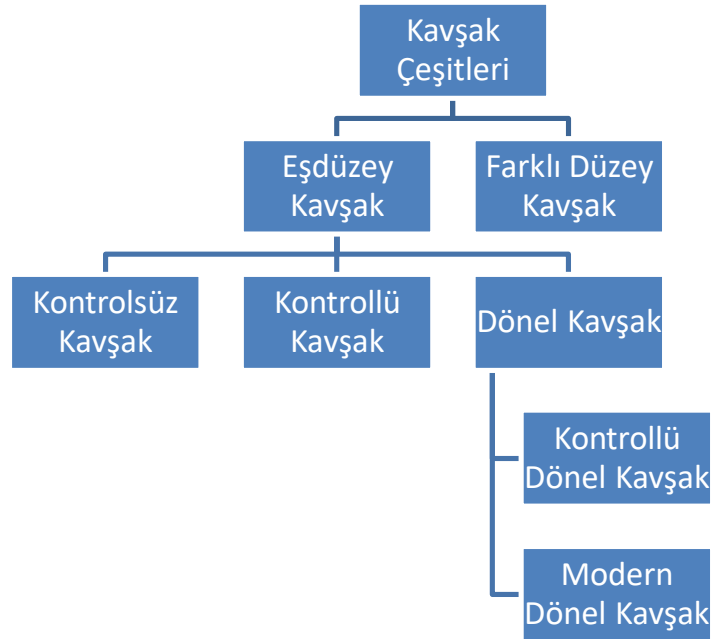 Kavşak
Çeşitleri
Eşdüzey
Kavşak
Farklı Düzey
Kavşak
Kontrolsüz
Kavşak
Kontrollü
Kavşak
Dönel Kavşak
Kontrollü
Dönel Kavşak
Modern
Dönel Kavşak